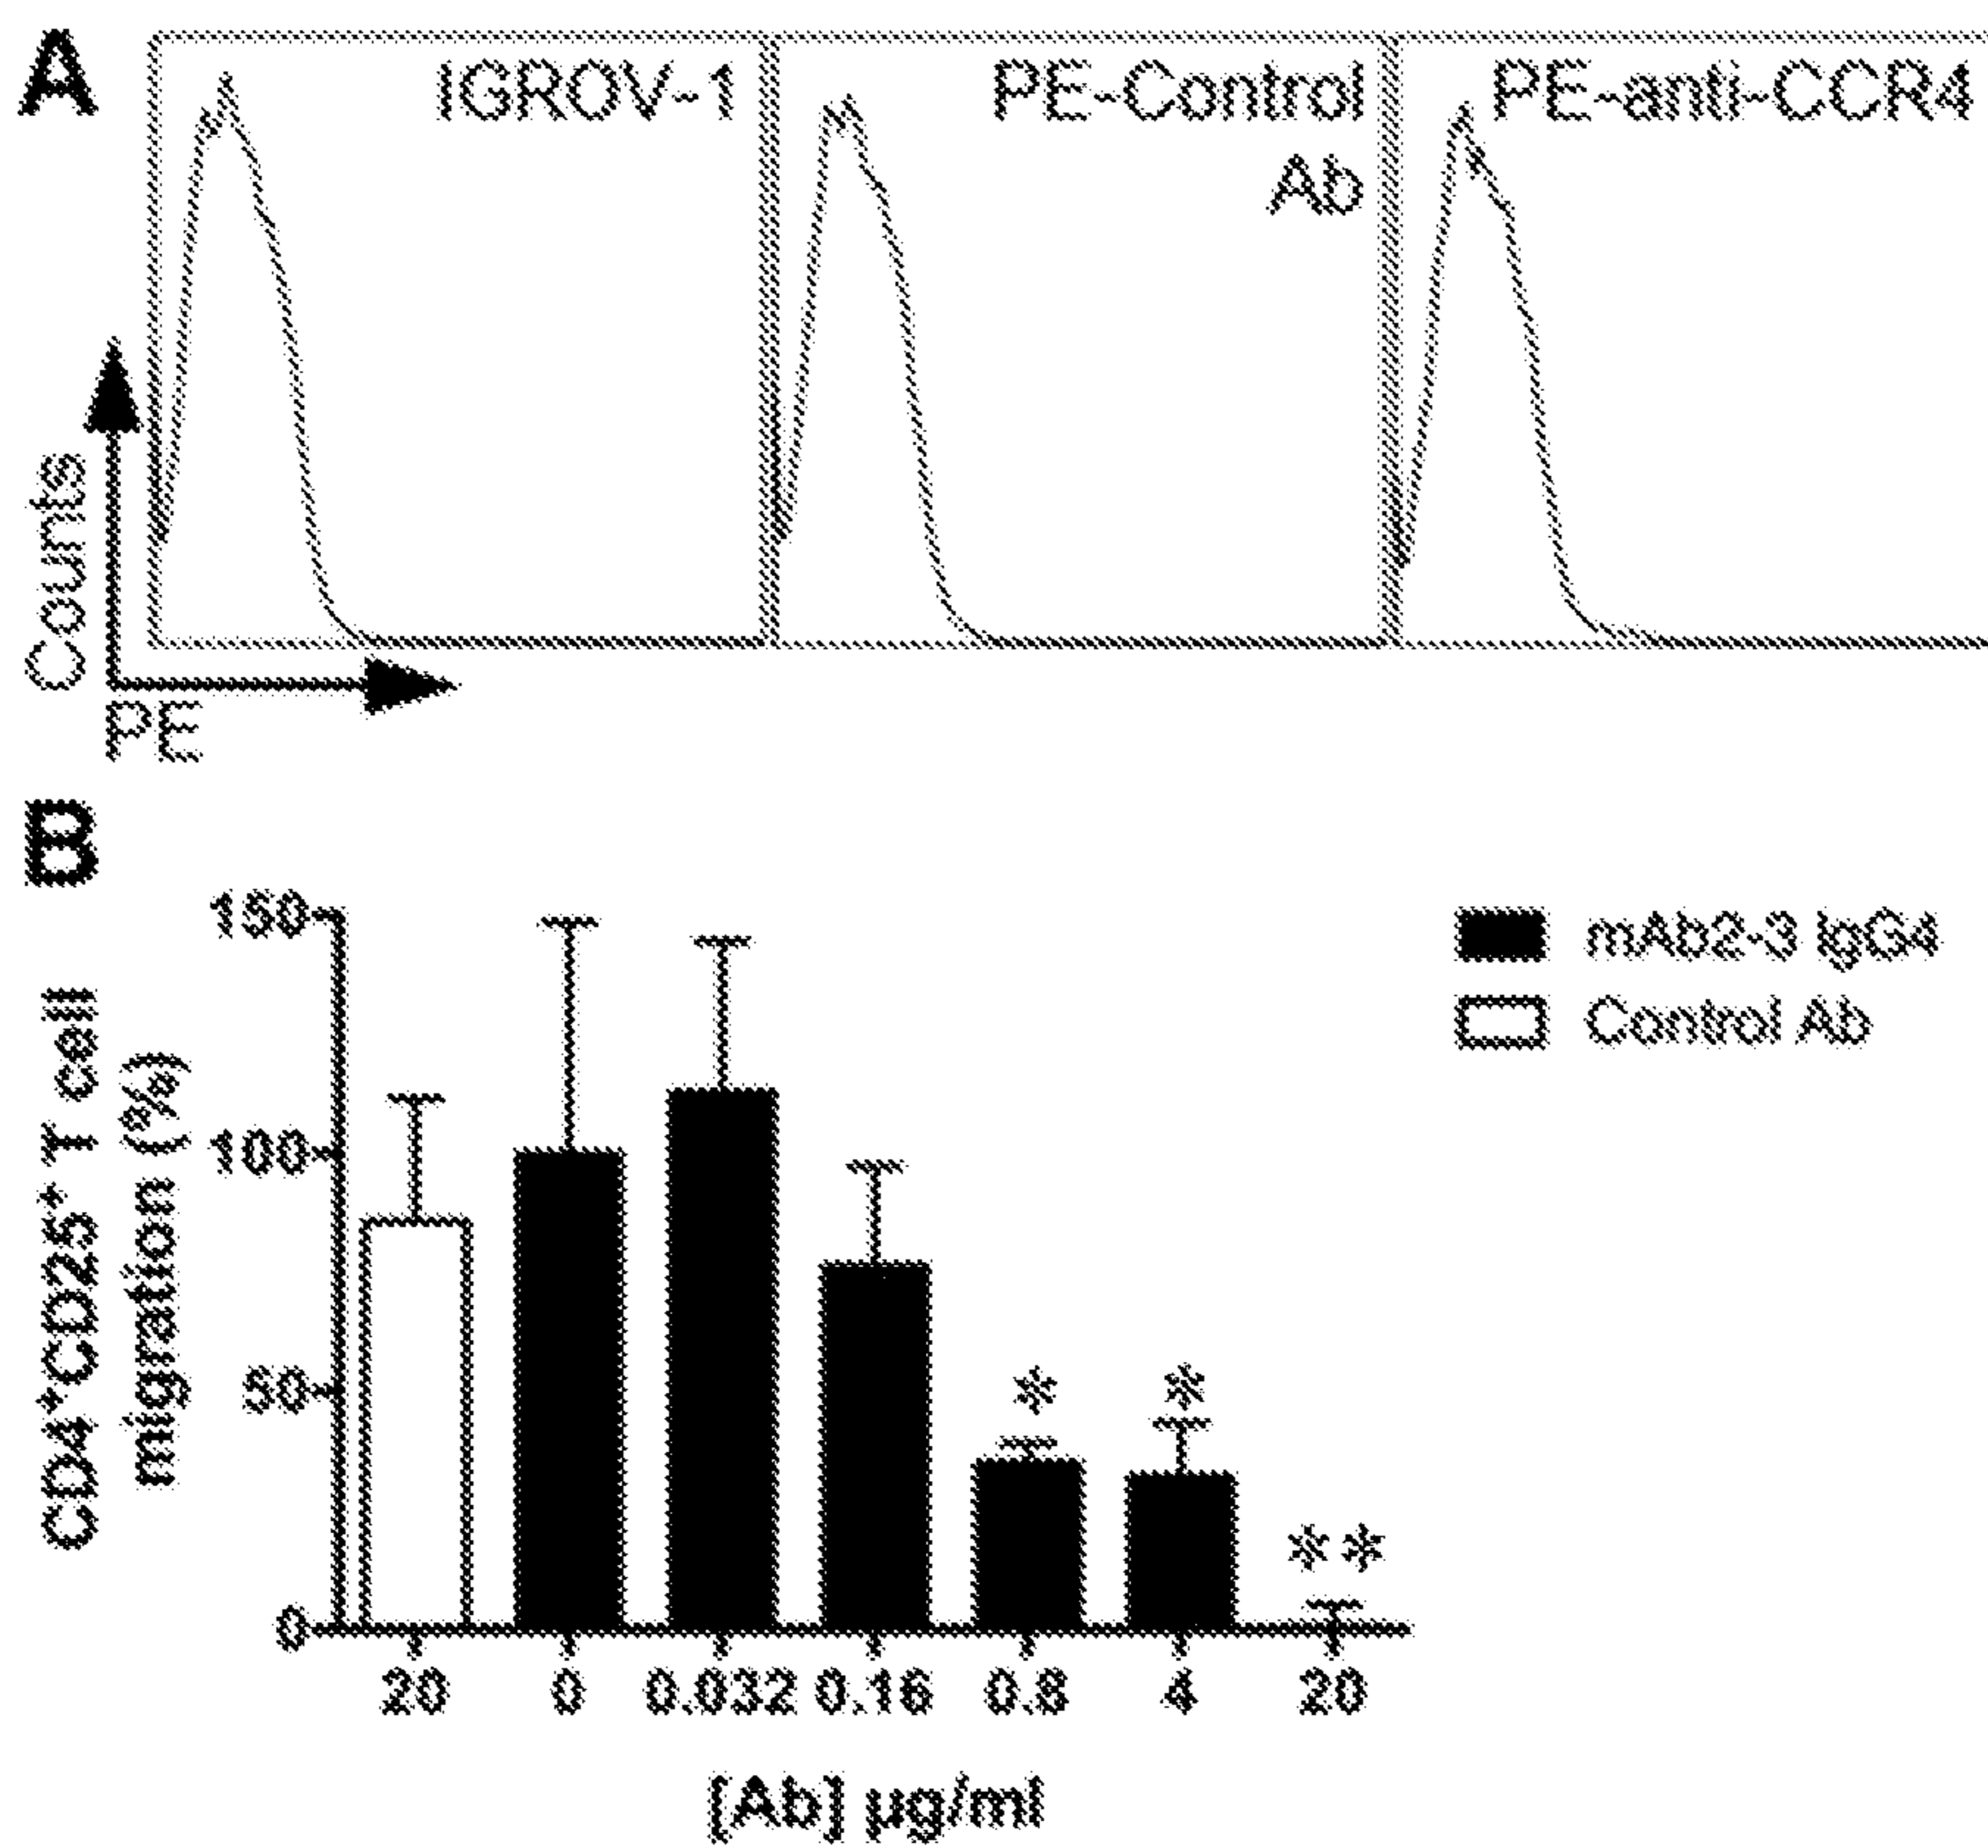 A
IGROV-1
PE-Control
Ab
PE-anti-CCR4
Counts
PE
B
CD4⁺CD25⁺ T cell
migration (%)
150
100
50
0
mAb2-3 IgG4
Control Ab
*
*
**
20 0 0.032 0.16 0.8 4 20
[Ab] µg/ml